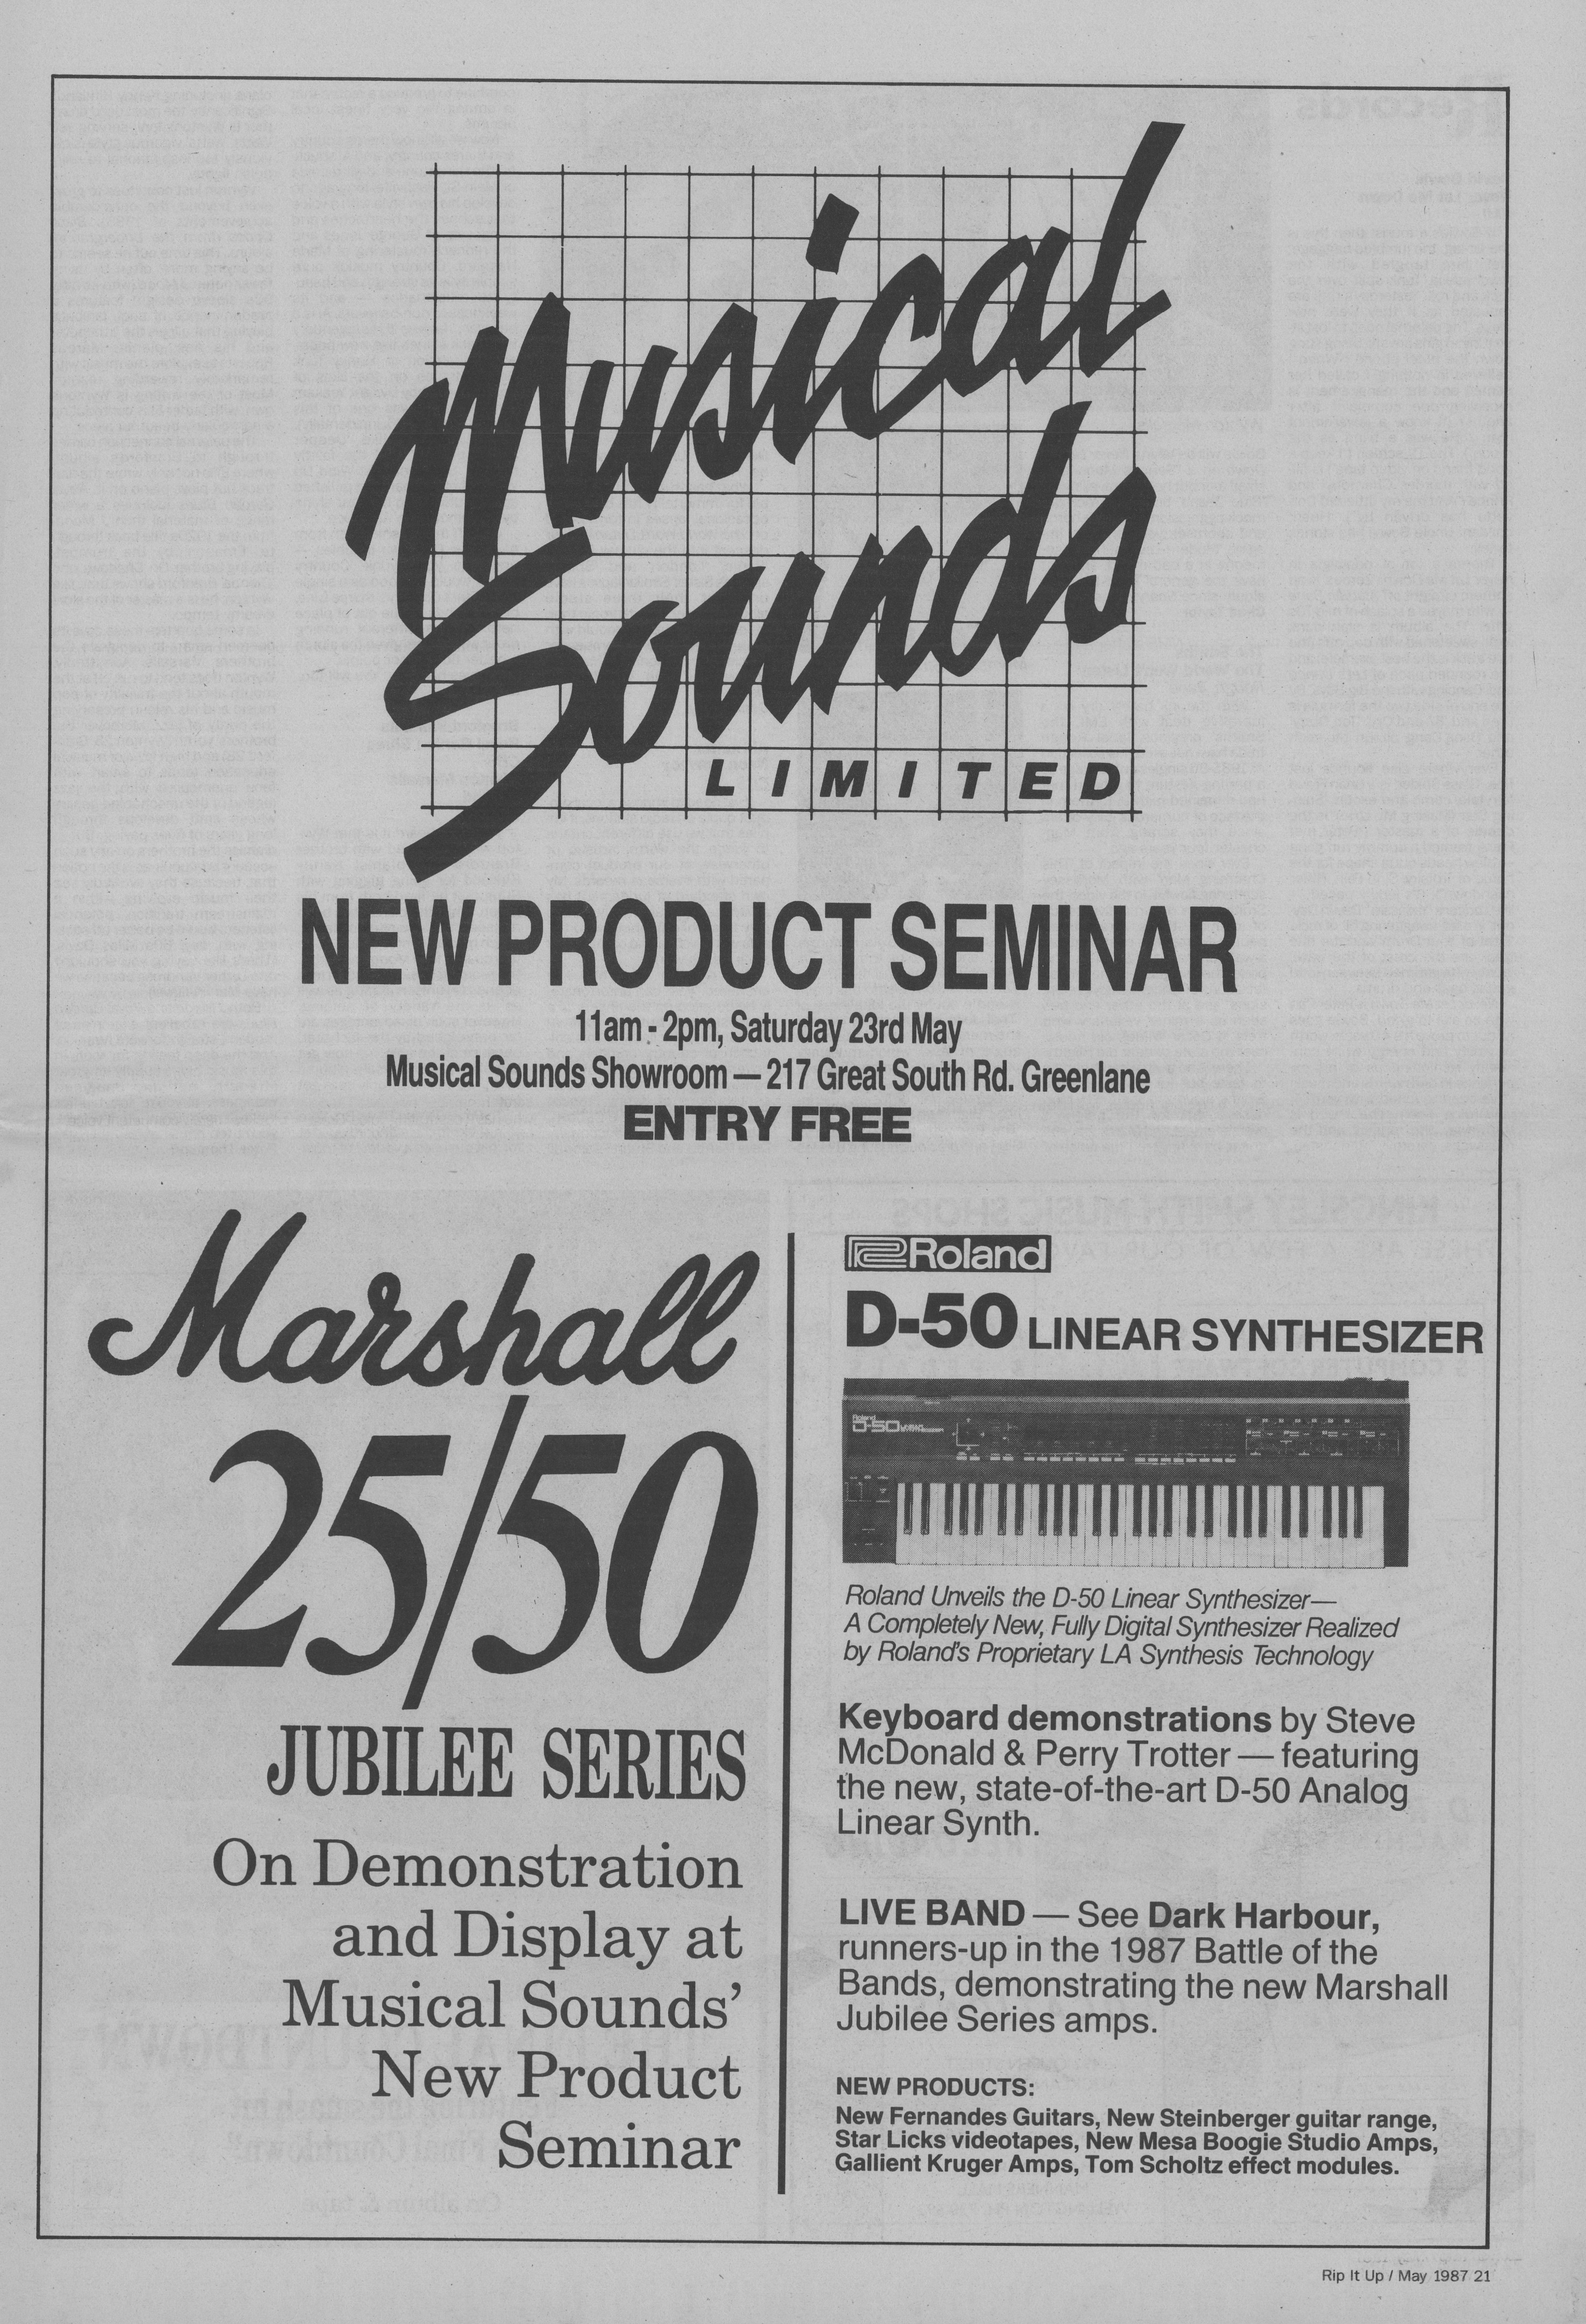 Musical
Sounds
LIMITED
NEW PRODUCT SEMINAR
11am - 2pm, Saturday 23rd May
Musical Sounds Showroom — 217 Great South Rd. Greenlane
ENTRY FREE
Marshall
25/50
JUBILEE SERIES
On Demonstration
and Display at
Musical Sounds'
New Product
Seminar
Roland
D-50 LINEAR SYNTHESIZER
Roland
D-50
Roland Unveils the D-50 Linear Synthesizer—
A Completely New, Fully Digital Synthesizer Realized
by Roland's Proprietary LA Synthesis Technology
Keyboard demonstrations by Steve
McDonald & Perry Trotter — featuring
the new, state-of-the-art D-50 Analog
Linear Synth.
LIVE BAND — See Dark Harbour,
runners-up in the 1987 Battle of the
Bands, demonstrating the new Marshall
Jubilee Series amps.
NEW PRODUCTS:
New Fernandes Guitars, New Steinberger guitar range,
Star Licks videotapes, New Mesa Boogie Studio Amps,
Gallient Kruger Amps, Tom Scholtz effect modules.
Rip It Up / May 1987 21